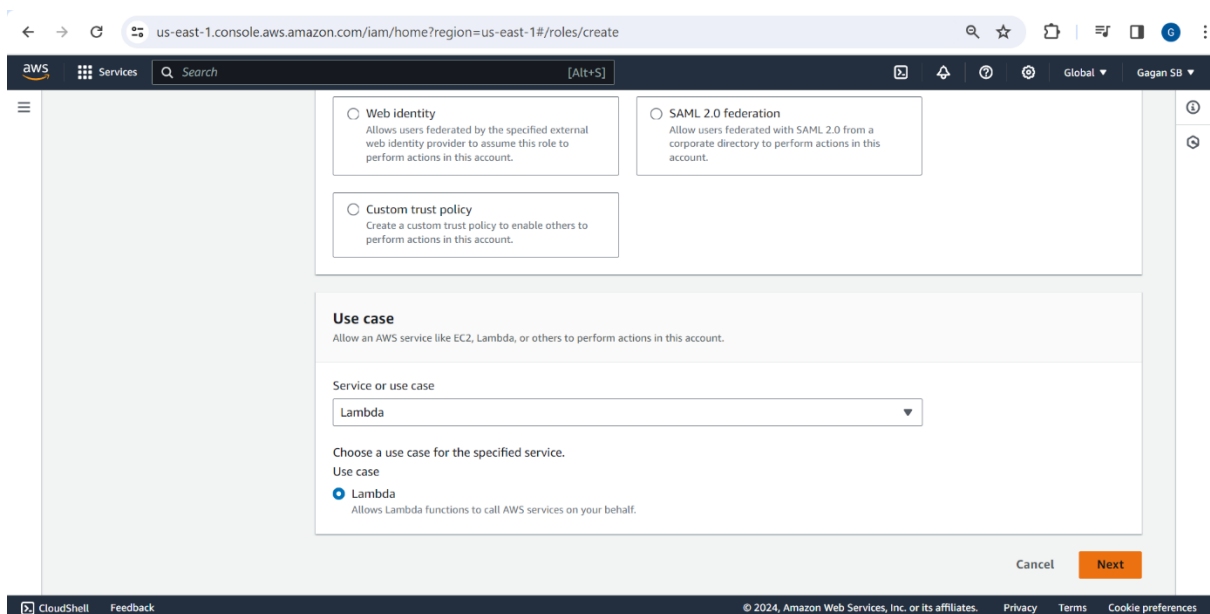 us-east-1.console.aws.amazon.com/iam/home?region=us-east-1#/roles/create
G
aws
Services
Search
[Alt+S]
Global
Gagan SB
Web identity
Allows users federated by the specified external
web identity provider to assume this role to
perform actions in this account.
SAML 2.0 federation
Allow users federated with SAML 2.0 from a
corporate directory to perform actions in this
account.
Custom trust policy
Create a custom trust policy to enable others to
perform actions in this account.
Use case
Allow an AWS service like EC2, Lambda, or others to perform actions in this account.
Service or use case
Lambda
Choose a use case for the specified service.
Use case
Lambda
Allows Lambda functions to call AWS services on your behalf.
Cancel
Next
CloudShell
Feedback
© 2024, Amazon Web Services, Inc. or its affiliates.
Privacy
Terms
Cookie preferences